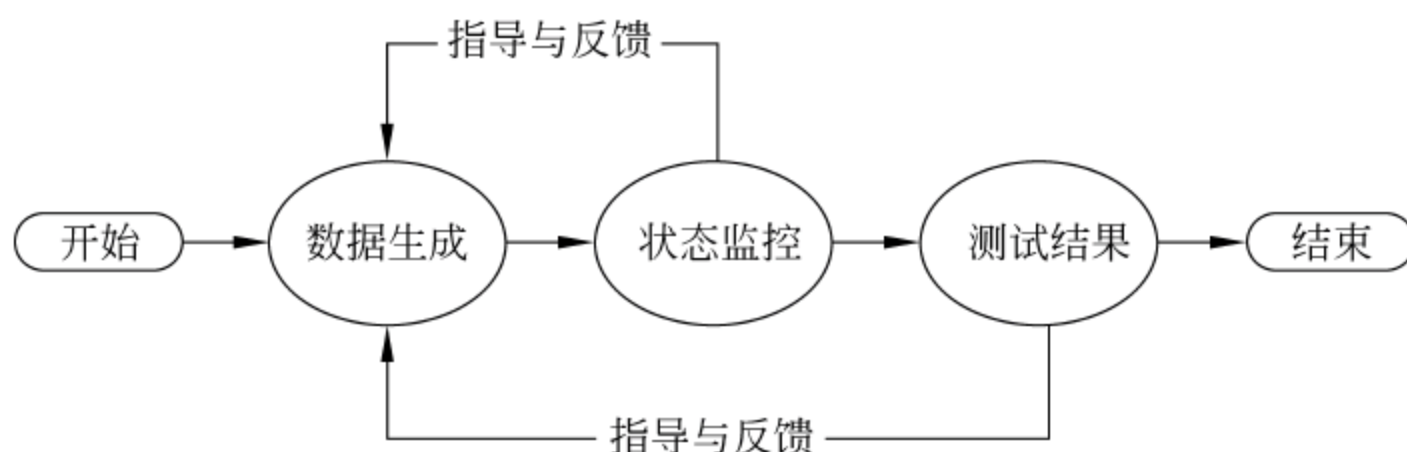 指导与反馈
开始
数据生成
状态监控
测试结果
结束
指导与反馈